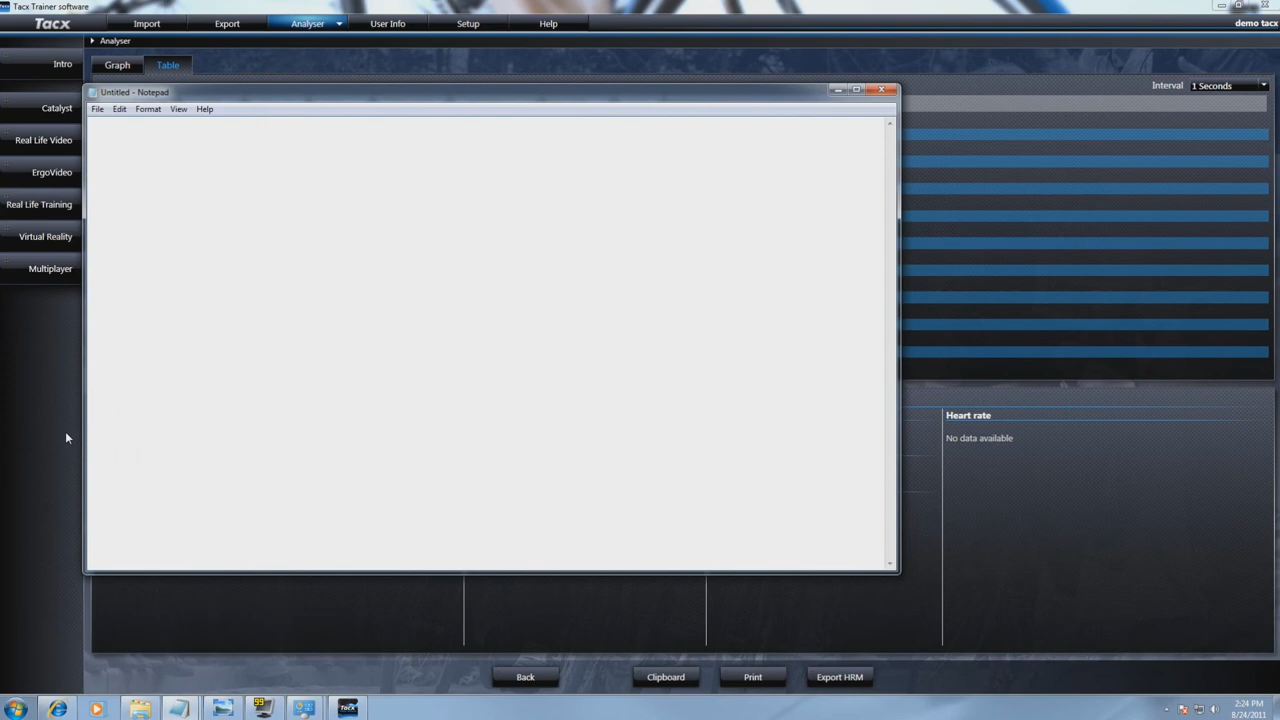 Tacx Trainer software
Tacx Import Export Analyser User Info Setup Help demo tacx
Analyser
Intro
Graph Table
Interval 1 Seconds
Untitled - Notepad
File Edit Format View Help
Catalyst
Real Life Video
ErgoVideo
Real Life Training
Virtual Reality
Multiplayer
Heart rate
No data available
Back Clipboard Print Export HRM
99
Tacx
2:24 PM
8/24/2011